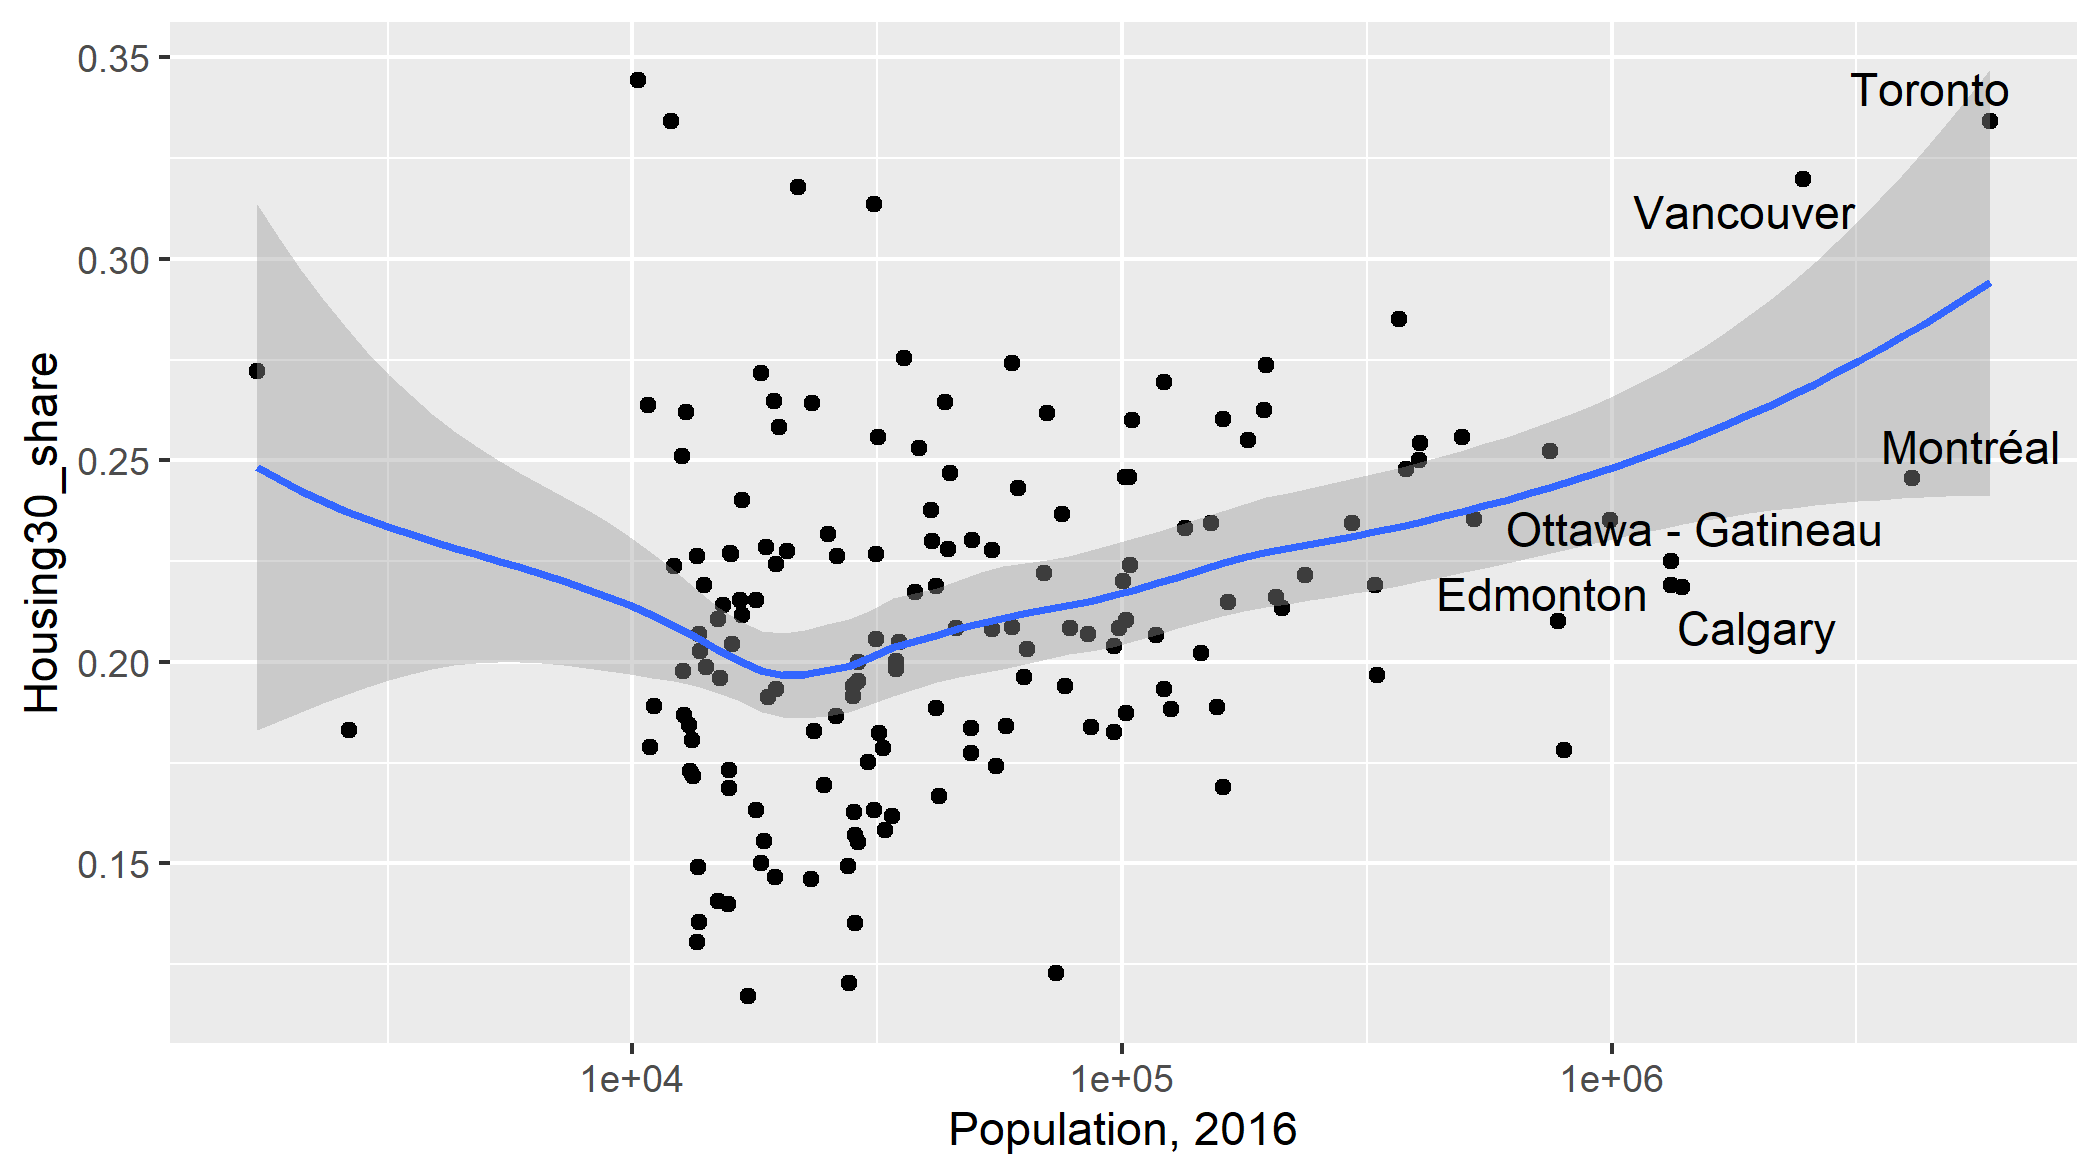 0.35
0.30
0.25
0.20
0.15
Housing30_share
Toronto
Vancouver
Montréal
Ottawa - Gatineau
Edmonton
Calgary
1e+04
1e+05
1e+06
Population, 2016